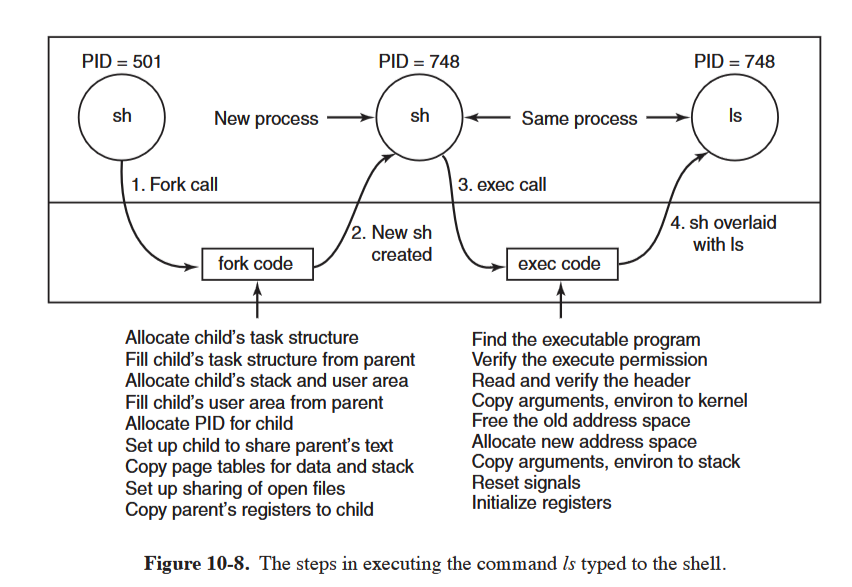 PID = 501
PID = 748
PID = 748
sh
New process
sh
Same process
ls
1. Fork call
3. exec call
2. New sh
created
4. sh overlaid
with ls
fork code
exec code
Allocate child’s task structure
Fill child’s task structure from parent
Allocate child’s stack and user area
Fill child’s user area from parent
Allocate PID for child
Set up child to share parent’s text
Copy page tables for data and stack
Set up sharing of open files
Copy parent’s registers to child
Find the executable program
Verify the execute permission
Read and verify the header
Copy arguments, environ to kernel
Free the old address space
Allocate new address space
Copy arguments, environ to stack
Reset signals
Initialize registers
Figure 10-8. The steps in executing the command ls typed to the shell.